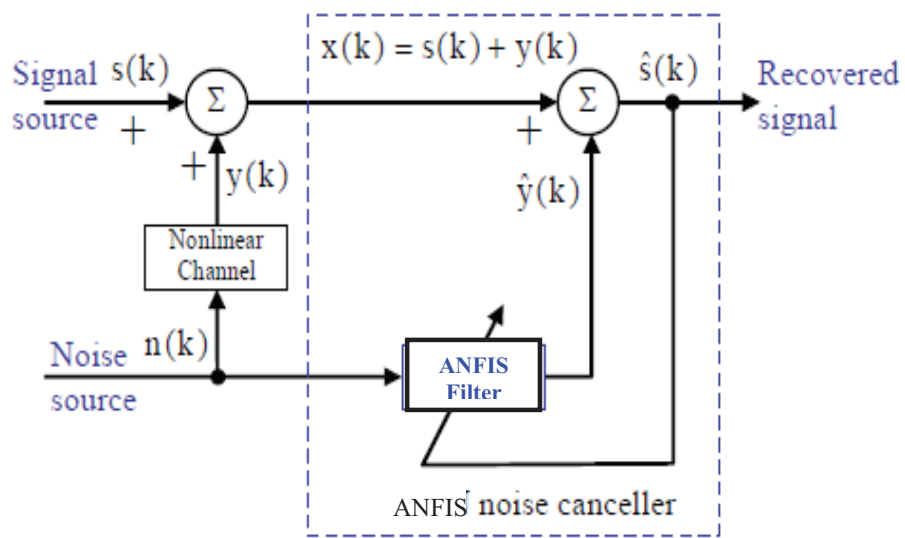 Signal source
s(k)
+
Σ
x(k) = s(k) + y(k)
+
Σ
ŝ(k)
Recovered signal
+
y(k)
ŷ(k)
Nonlinear
Channel
Noise source
n(k)
ANFIS
Filter
ANFIS noise canceller